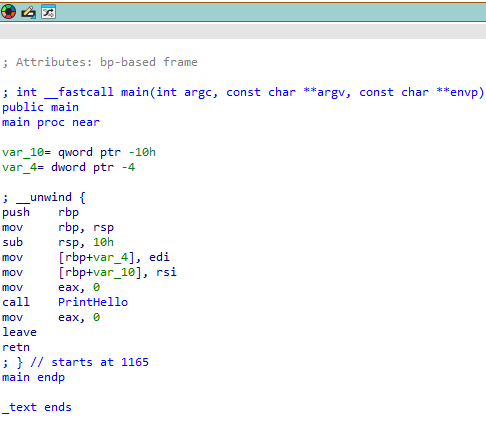 ; Attributes: bp-based frame
; int __fastcall main(int argc, const char **argv, const char **envp)
public main
main proc near
var_10= qword ptr -10h
var_4= dword ptr -4
; __unwind {
push rbp
mov rbp, rsp
sub rsp, 10h
mov [rbp+var_4], edi
mov [rbp+var_10], rsi
mov eax, 0
call PrintHello
mov eax, 0
leave
retn
; } // starts at 1165
main endp
_text ends